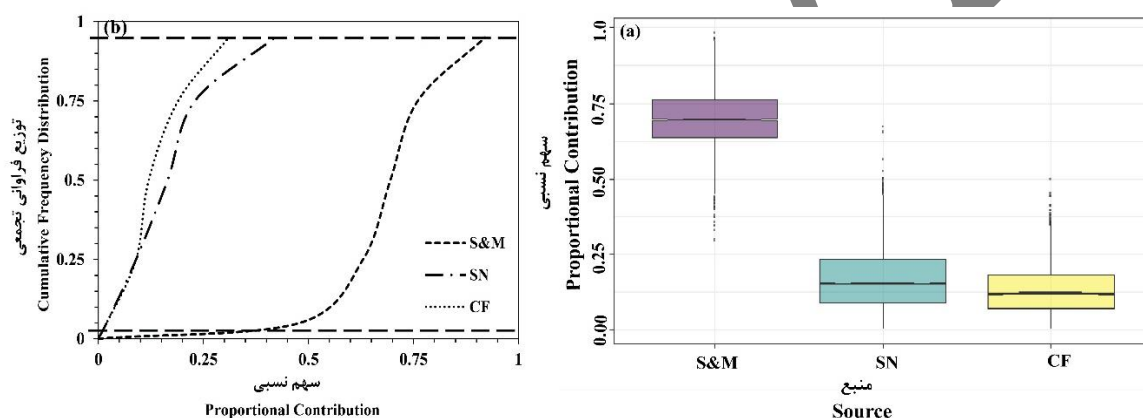 (b)
توزیع فراوانی تجمعی
Cumulative Frequency Distribution
1
0.75
0.5
0.25
0
S&M
SN
CF
0 0.25 0.5 0.75 1
سهم نسبی
Proportional Contribution
(a)
سهم نسبی
Proportional Contribution
1.0
0.75
0.50
0.25
0.00
S&M SN CF
منبع
Source